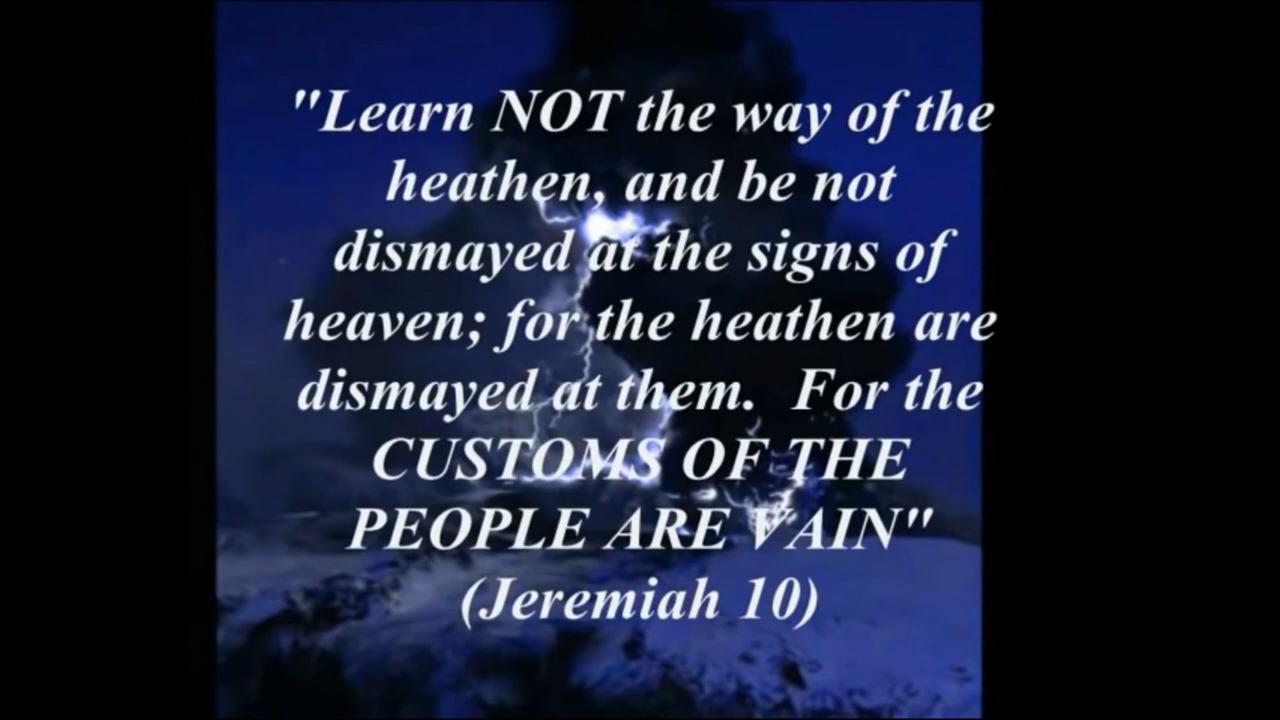 "Learn NOT the way of the
heathen, and be not
dismayed at the signs of
heaven; for the heathen are
dismayed at them.  For the
CUSTOMS OF THE
PEOPLE ARE VAIN"
(Jeremiah 10)